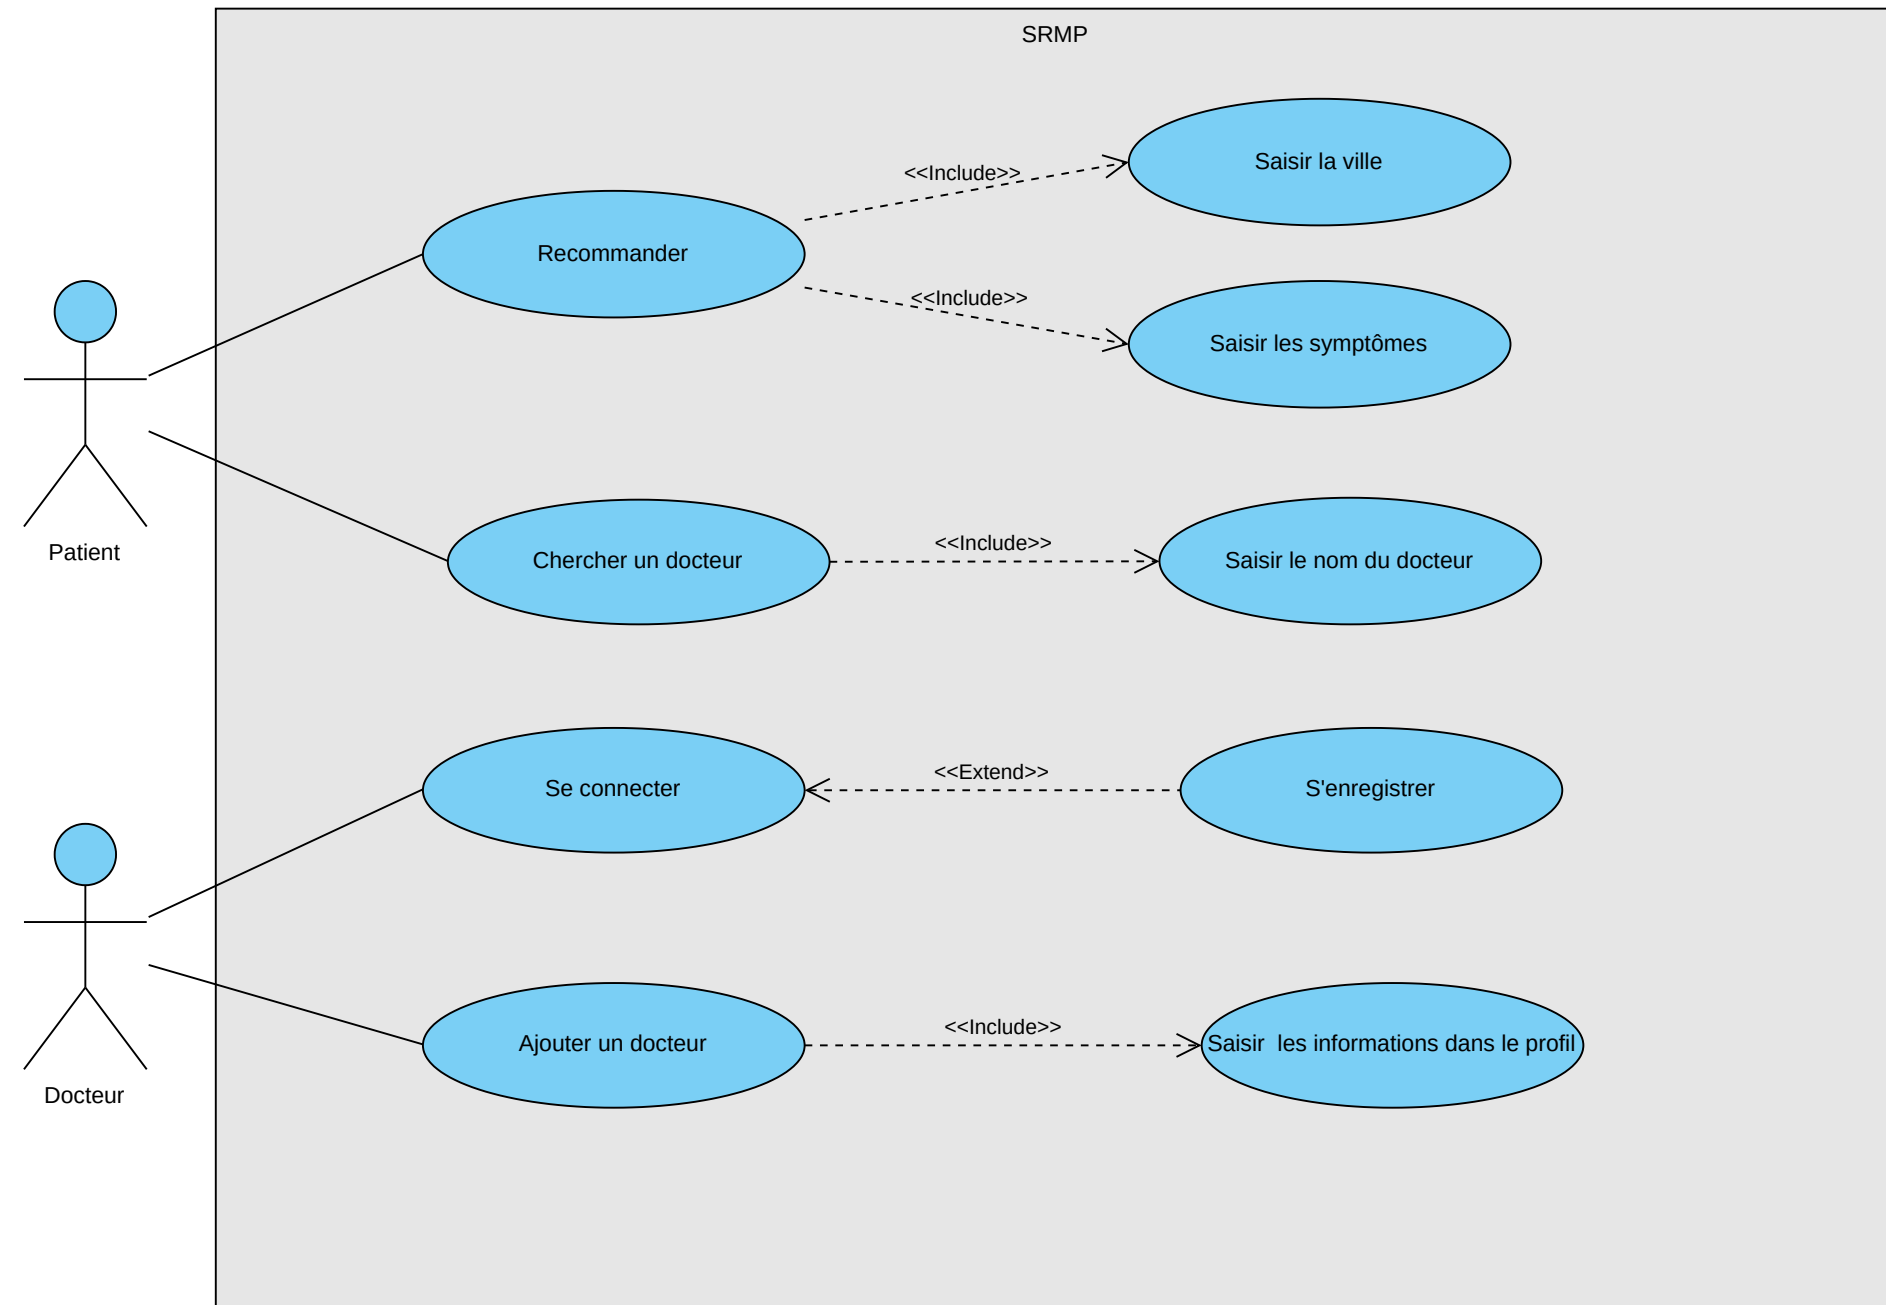 SRMP
Saisir la ville
<<Include>>
Recommander
<<Include>>
Saisir les symptômes
Patient
Chercher un docteur
<<Include>>
Saisir le nom du docteur
Se connecter
<<Extend>>
S'enregistrer
Docteur
Ajouter un docteur
<<Include>>
Saisir  les informations dans le profil